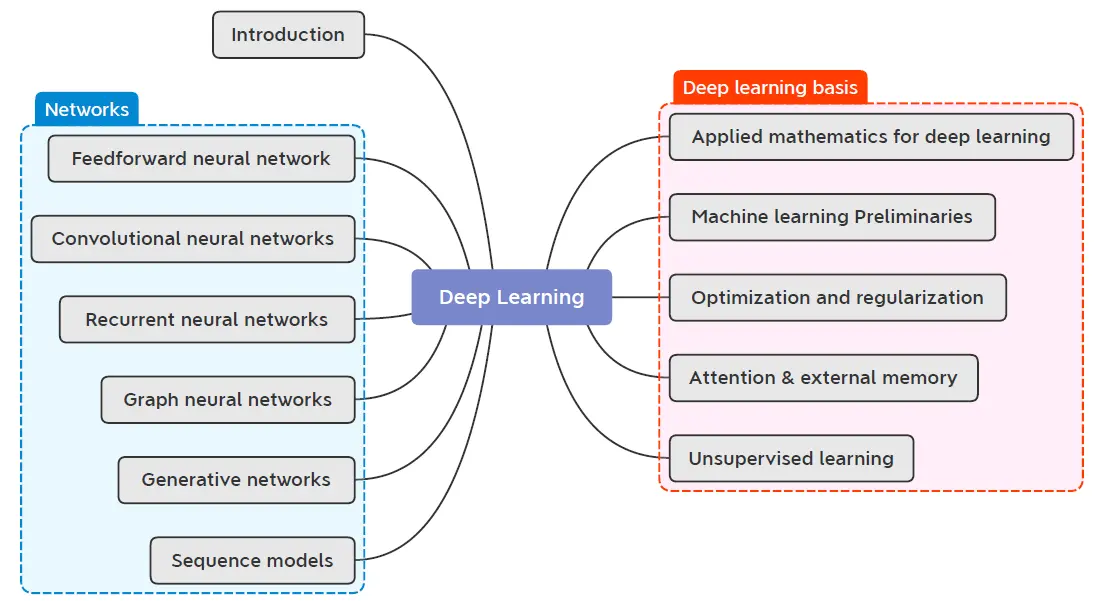 Introduction
Networks
Feedforward neural network
Convolutional neural networks
Recurrent neural networks
Graph neural networks
Generative networks
Sequence models
Deep Learning
Deep learning basis
Applied mathematics for deep learning
Machine learning Preliminaries
Optimization and regularization
Attention & external memory
Unsupervised learning